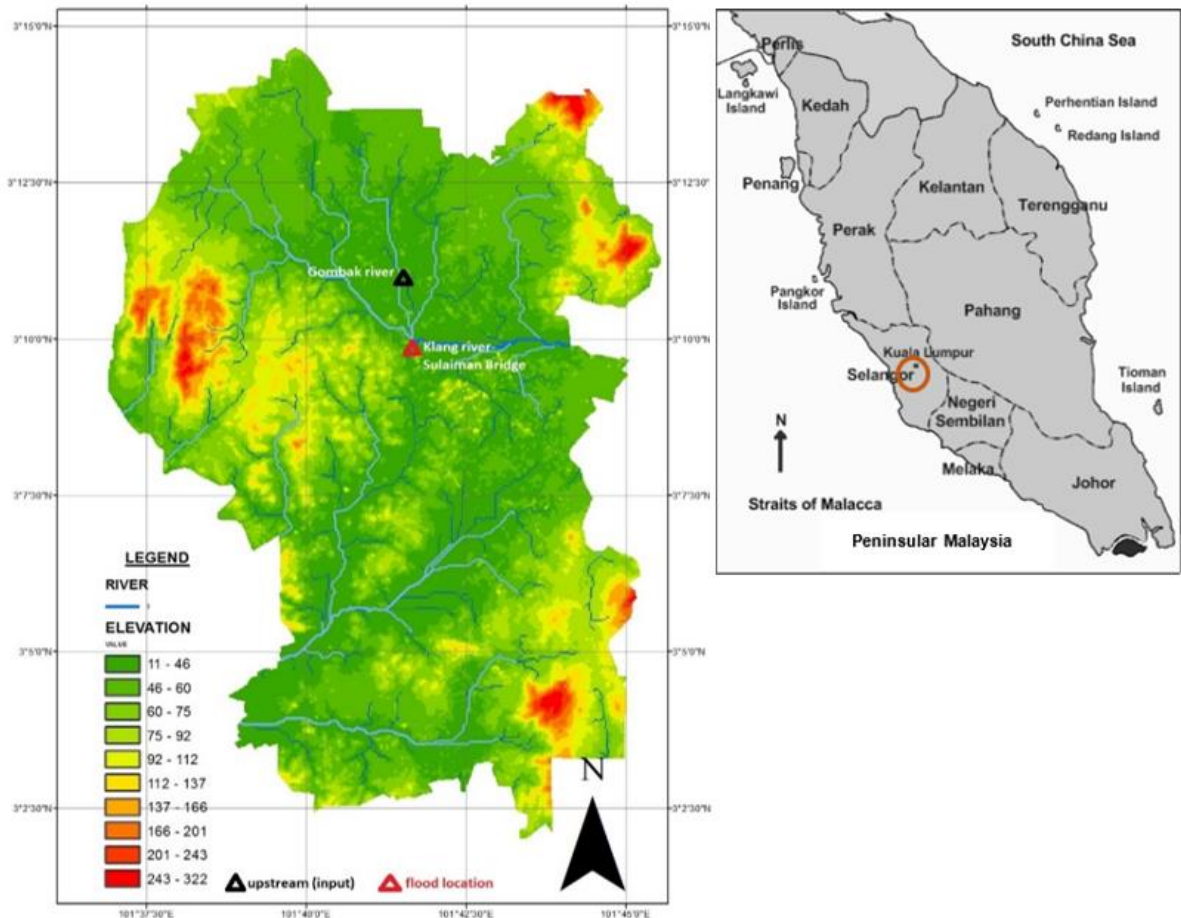 3°15'0"N
3°15'0"N
3°12'30"N
3°12'30"N
Gombak river
3°10'0"N
3°10'0"N
Klang river
Sulaiman Bridge
3°7'30"N
3°7'30"N
3°5'0"N
3°5'0"N
3°2'30"N
3°2'30"N
LEGEND
RIVER
ELEVATION
VALUE
11 - 46
46 - 60
60 - 75
75 - 92
92 - 112
112 - 137
137 - 166
166 - 201
201 - 243
243 - 322
upstream (input)
flood location
N
101°37'30"E
101°40'0"E
101°42'30"E
101°45'0"E
South China Sea
Perlis
Langkawi
Island
Kedah
Perhentian Island
Redang Island
Penang
Kelantan
Terengganu
Perak
Pangkor
Island
Pahang
Kuala Lumpur
Selangor
Tioman
Island
Negeri
Sembilan
N
Melaka
Johor
Straits of Malacca
Peninsular Malaysia